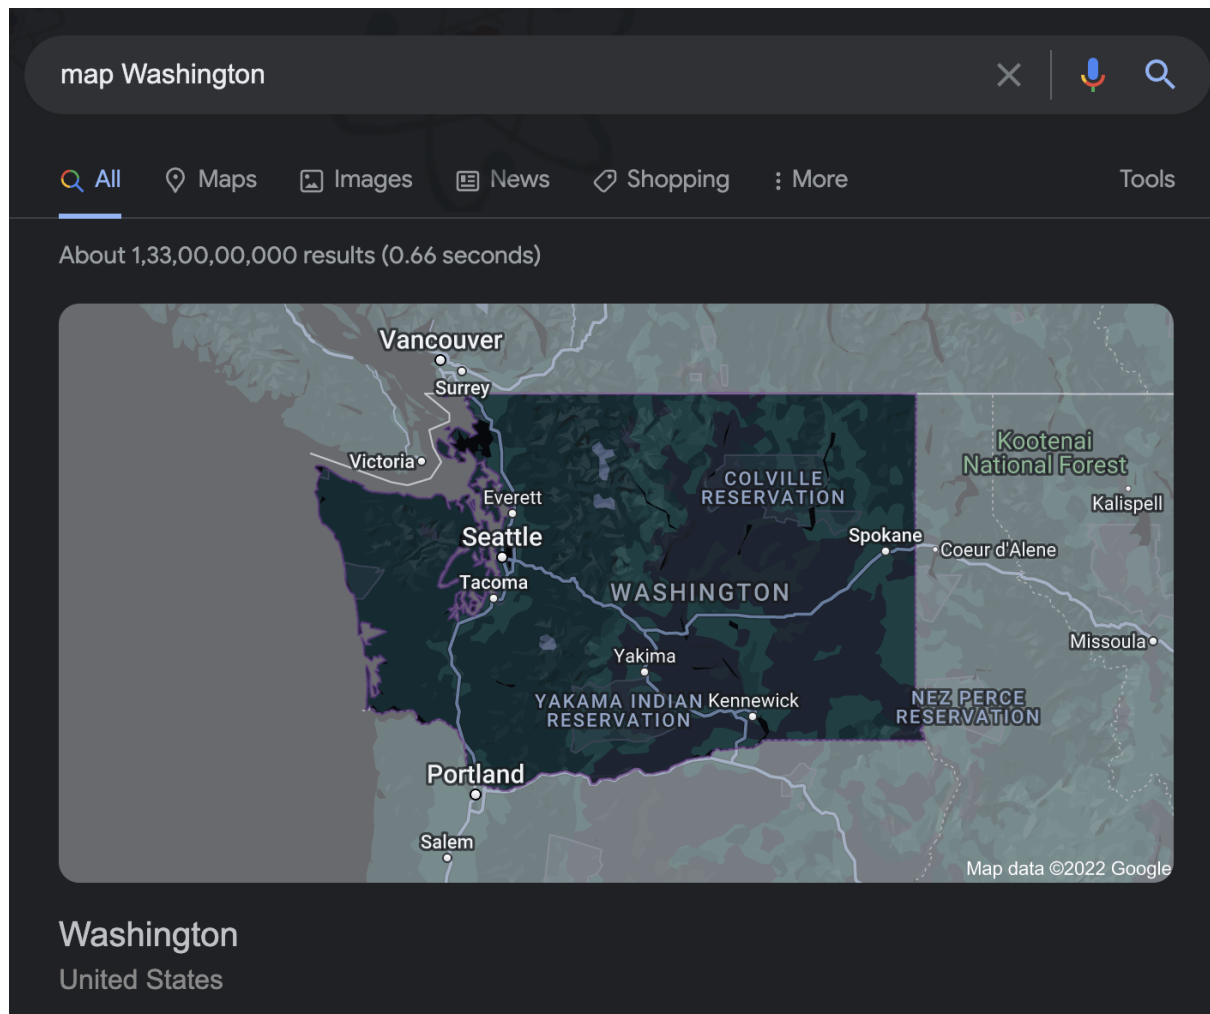 map Washington
All Maps Images News Shopping More Tools
About 1,33,00,00,000 results (0.66 seconds)
Vancouver
Surrey
Kootenai
National Forest
Victoria
COLVILLE
RESERVATION
Everett
Kalispell
Seattle
Spokane
Coeur d'Alene
Tacoma
WASHINGTON
Missoula
Yakima
YAKAMA INDIAN
RESERVATION
Kennewick
NEZ PERCE
RESERVATION
Portland
Salem
Map data ©2022 Google
Washington
United States